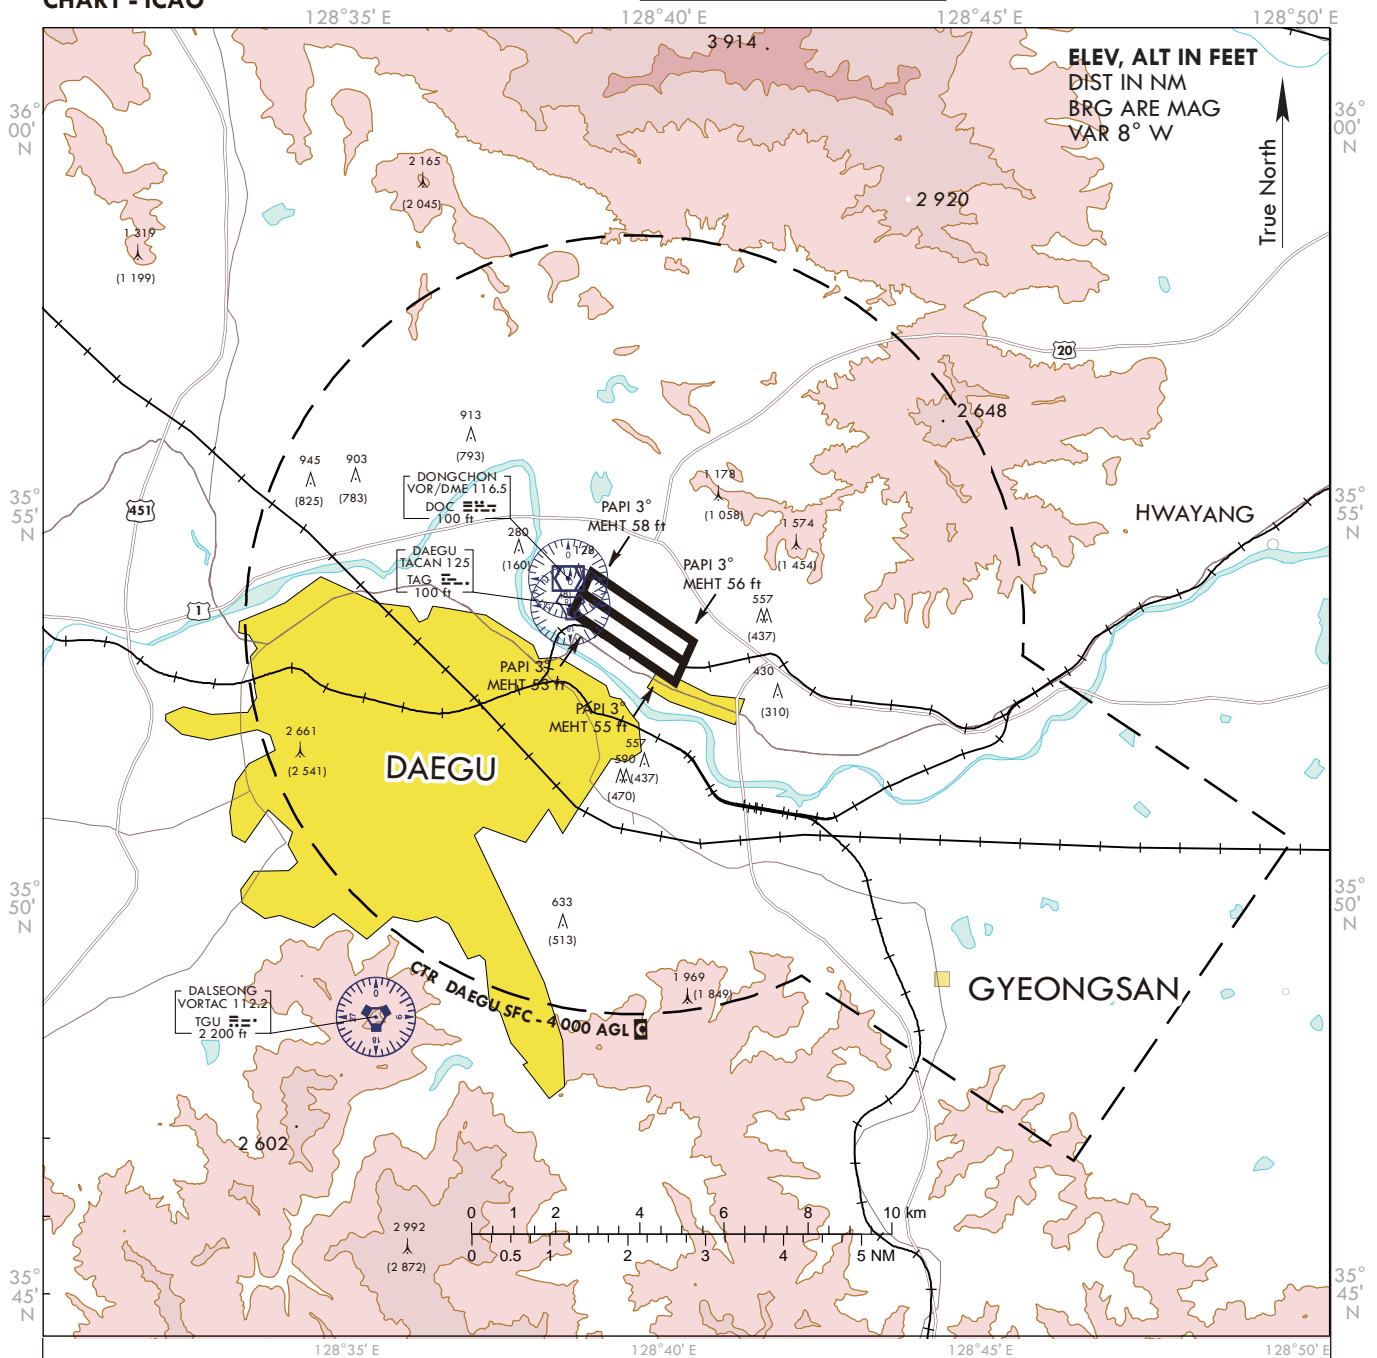 CHART - ICAO
128°35' E
128°40' E
128°45' E
128°50' E
3 914
ELEV, ALT IN FEET
DIST IN NM
BRG ARE MAG
VAR 8° W
True North
36°
00'
N
36°
00'
N
2 165
(2 045)
2 920
1 319
(1 199)
20
2 648
913
(793)
945
(825)
903
(783)
DONGCHON
VOR/DME 116.5
DOC
100 ft
1 178
(1 058)
451
35°
55'
N
35°
55'
N
PAPI 3°
MEHT 58 ft
HWAYANG
1 574
(1 454)
280
(160)
DAEGU
TACAN 125
TAG
100 ft
PAPI 3°
MEHT 56 ft
557
(437)
1
PAPI 3°
MEHT 53 ft
430
(310)
PAPI 3°
MEHT 55 ft
2 661
(2 541)
DAEGU
557
(437)
590
(470)
35°
50'
N
35°
50'
N
633
(513)
CTR DAEGU SFC - 4 000 AGL C
1 969
(1 849)
GYEONGSAN
DALSEONG
VORTAC 112.2
TGU
2 200 ft
0
9
18
27
2 602
2 992
(2 872)
0 1 2 4 6 8 10 km
0 0.5 1 2 3 4 5 NM
35°
45'
N
35°
45'
N
128°35' E
128°40' E
128°45' E
128°50' E